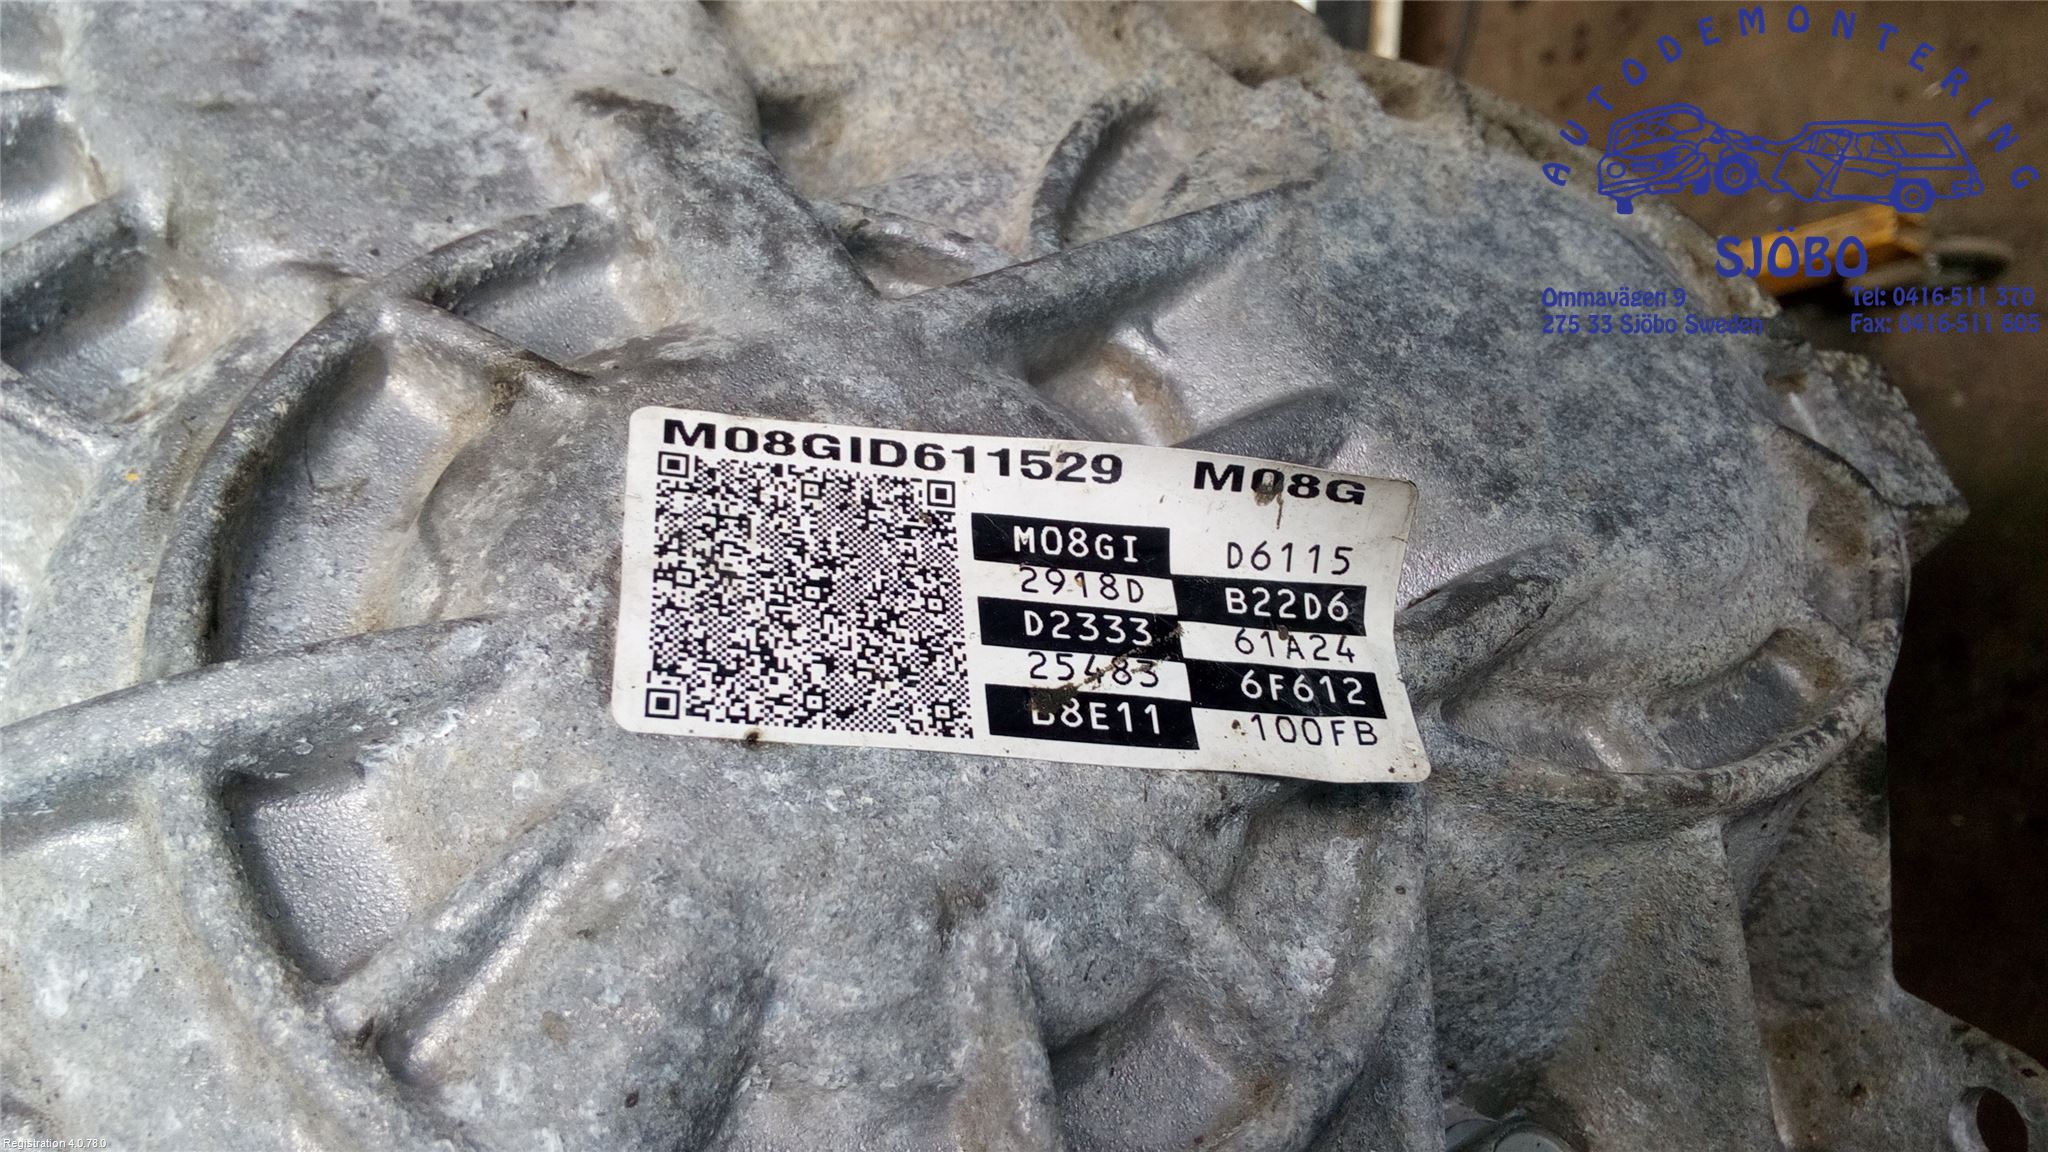 AUTODEMONTERING
SJÖBO
Ommavägen 9 Tel: 0416-511 370
275 33 Sjöbo Sweden Fax: 0416-511 605
M08GID611529 M08G
M08GI D6115
2918D B22D6
D2333 61A24
25483 6F612
100FB
Registration 4.0.78.0